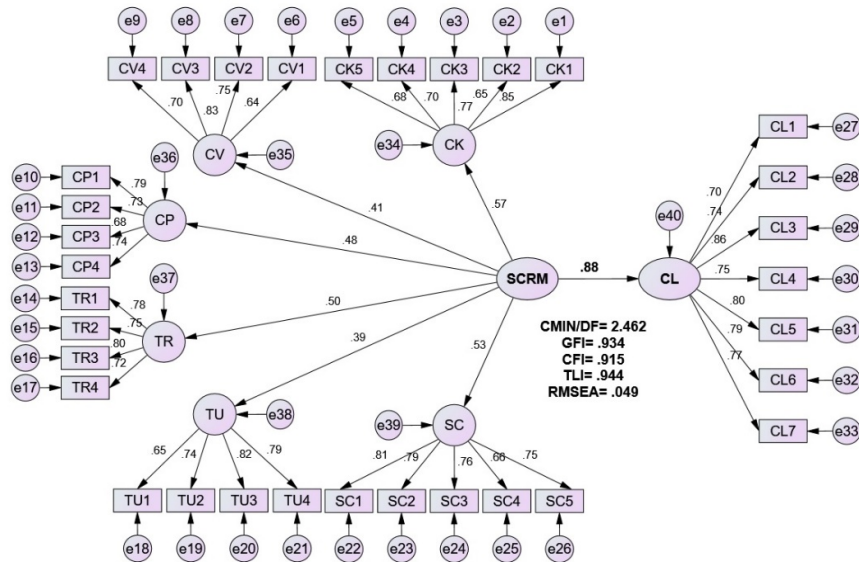 e9 e8 e7 e6 e5 e4 e3 e2 e1
CV4 CV3 CV2 CV1 CK5 CK4 CK3 CK2 CK1
.70 .83 .75 .64 .68 .70 .77 .65 .85
CL1 e27
e36 CV e35 e34 CK
e10 CP1 .79
CL2 e28
.70
e11 CP2 .73 CP
.41 .57
e40 .74
CL3 e29
e12 CP3 .68
.48
.86
e13 CP4 .74
SCRM .88 CL .75 CL4 e30
e37
e14 TR1 .78
.50
.80 CL5 e31
e15 TR2 .75 TR
CMIN/DF= 2.462
GFI= .934
CFI= .915
TLI= .944
RMSEA= .049
e16 TR3 .80
.39 .53
.79 CL6 e32
e17 TR4 .72
.77
TU e38 e39 SC
CL7 e33
.65 .74 .82 .79 .81 .79 .76 .66 .75
TU1 TU2 TU3 TU4 SC1 SC2 SC3 SC4 SC5
e18 e19 e20 e21 e22 e23 e24 e25 e26